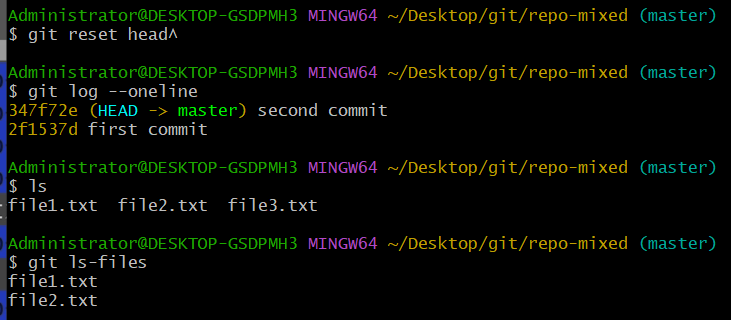 Administrator@DESKTOP-GSDPMH3 MINGW64 ~/Desktop/git/repo-mixed (master)
$ git reset head^
Administrator@DESKTOP-GSDPMH3 MINGW64 ~/Desktop/git/repo-mixed (master)
$ git log --oneline
347f72e (HEAD -> master) second commit
2f1537d first commit
Administrator@DESKTOP-GSDPMH3 MINGW64 ~/Desktop/git/repo-mixed (master)
$ ls
file1.txt  file2.txt  file3.txt
Administrator@DESKTOP-GSDPMH3 MINGW64 ~/Desktop/git/repo-mixed (master)
$ git ls-files
file1.txt
file2.txt